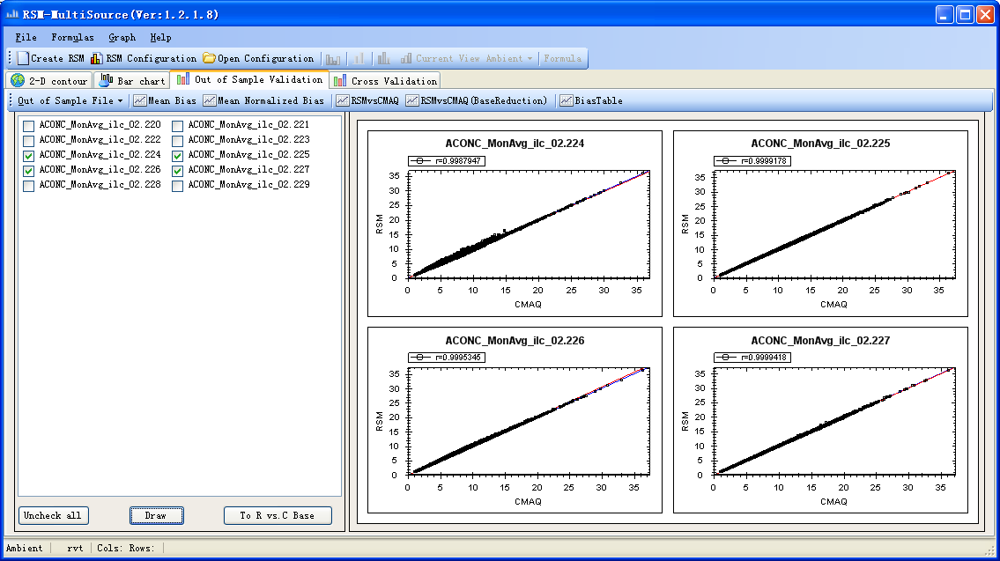 RSM-MultiSource(Ver:1.2.1.8)
File Formulas Graph Help
Create RSM RSM Configuration Open Configuration Current View Ambient Formula
2-D contour Bar chart Out of Sample Validation Cross Validation
Out of Sample File Mean Bias Mean Normalized Bias RSMvsCMAQ RSMvsCMAQ(BaseReduction) BiasTable
ACONC_MonAvg_ilc_02.220 ACONC_MonAvg_ilc_02.221
ACONC_MonAvg_ilc_02.222 ACONC_MonAvg_ilc_02.223
ACONC_MonAvg_ilc_02.224 ACONC_MonAvg_ilc_02.225
ACONC_MonAvg_ilc_02.226 ACONC_MonAvg_ilc_02.227
ACONC_MonAvg_ilc_02.228 ACONC_MonAvg_ilc_02.229
Uncheck all Draw To R vs.C Base
ACONC_MonAvg_ilc_02.224
r=0.9987947
35
30
25
20
15
10
5
0
RSM
0 5 10 15 20 25 30 35
CMAQ
ACONC_MonAvg_ilc_02.225
r=0.9999178
35
30
25
20
15
10
5
0
RSM
0 5 10 15 20 25 30 35
CMAQ
ACONC_MonAvg_ilc_02.226
r=0.9995345
35
30
25
20
15
10
5
0
RSM
0 5 10 15 20 25 30 35
CMAQ
ACONC_MonAvg_ilc_02.227
r=0.9999418
35
30
25
20
15
10
5
0
RSM
0 5 10 15 20 25 30 35
CMAQ
Ambient rvt Cols: Rows: